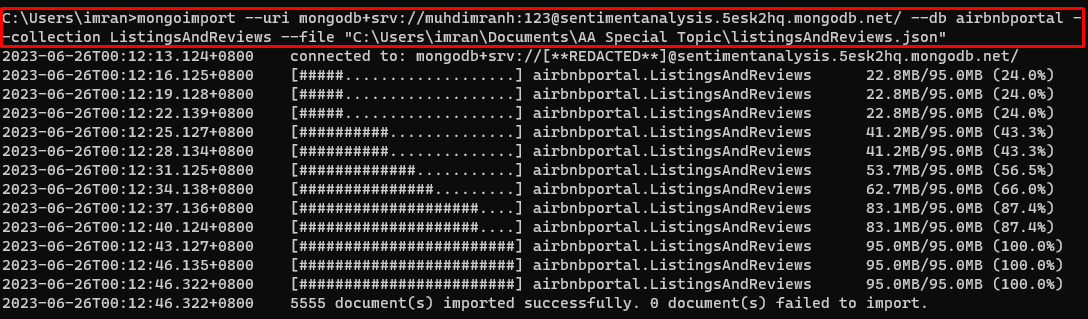 C:\Users\imran>mongoimport --uri mongodb+srv://muhdimranh:123@sentimentanalysis.5esk2hq.mongodb.net/ --db airbnbportal -
-collection ListingsAndReviews --file "C:\Users\imran\Documents\AA Special Topic\listingsAndReviews.json"
2023-06-26T00:12:13.124+0800    connected to: mongodb+srv://[**REDACTED**]@sentimentanalysis.5esk2hq.mongodb.net/
2023-06-26T00:12:16.125+0800    [#####...................] airbnbportal.ListingsAndReviews      22.8MB/95.0MB (24.0%)
2023-06-26T00:12:19.128+0800    [#####...................] airbnbportal.ListingsAndReviews      22.8MB/95.0MB (24.0%)
2023-06-26T00:12:22.139+0800    [#####...................] airbnbportal.ListingsAndReviews      22.8MB/95.0MB (24.0%)
2023-06-26T00:12:25.127+0800    [##########..............] airbnbportal.ListingsAndReviews      41.2MB/95.0MB (43.3%)
2023-06-26T00:12:28.134+0800    [##########..............] airbnbportal.ListingsAndReviews      41.2MB/95.0MB (43.3%)
2023-06-26T00:12:31.125+0800    [#############...........] airbnbportal.ListingsAndReviews      53.7MB/95.0MB (56.5%)
2023-06-26T00:12:34.138+0800    [###############.........] airbnbportal.ListingsAndReviews      62.7MB/95.0MB (66.0%)
2023-06-26T00:12:37.136+0800    [####################....] airbnbportal.ListingsAndReviews      83.1MB/95.0MB (87.4%)
2023-06-26T00:12:40.124+0800    [####################....] airbnbportal.ListingsAndReviews      83.1MB/95.0MB (87.4%)
2023-06-26T00:12:43.127+0800    [########################] airbnbportal.ListingsAndReviews      95.0MB/95.0MB (100.0%)
2023-06-26T00:12:46.135+0800    [########################] airbnbportal.ListingsAndReviews      95.0MB/95.0MB (100.0%)
2023-06-26T00:12:46.322+0800    [########################] airbnbportal.ListingsAndReviews      95.0MB/95.0MB (100.0%)
2023-06-26T00:12:46.322+0800    5555 document(s) imported successfully. 0 document(s) failed to import.